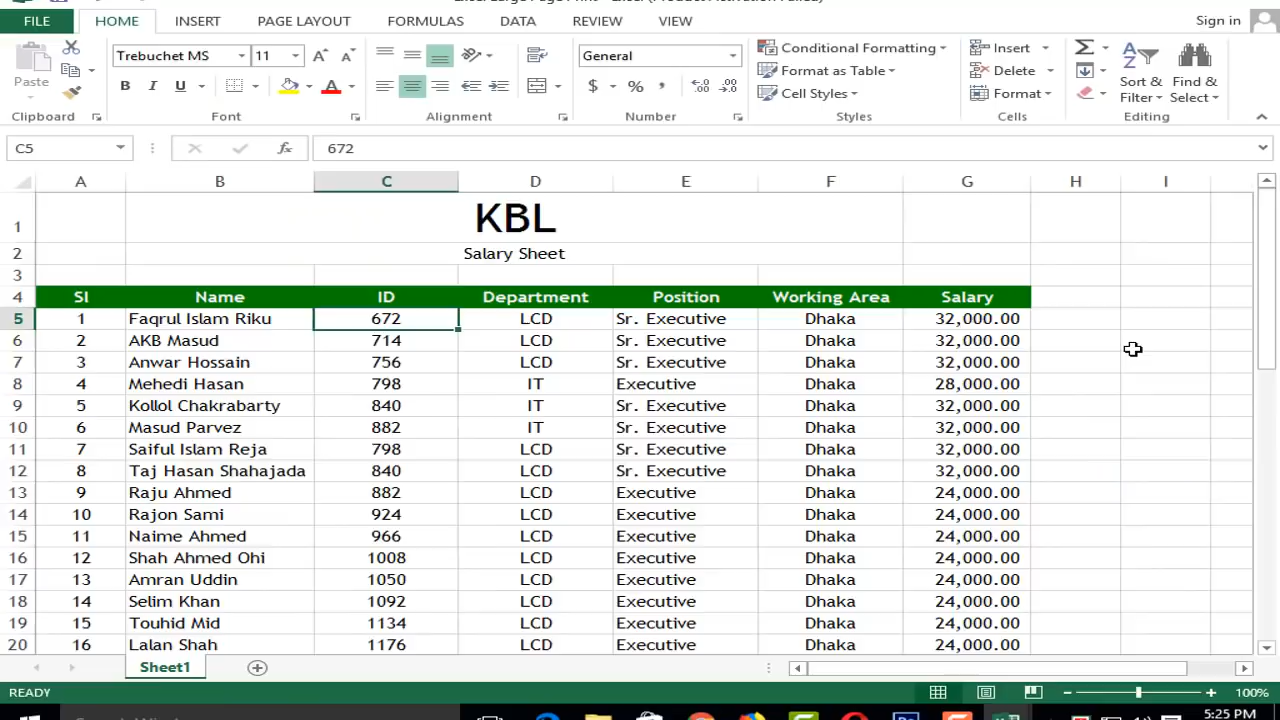 FILE HOME INSERT PAGE LAYOUT FORMULAS DATA REVIEW VIEW Sign in
Trebuchet MS 11 General Conditional Formatting Insert
Paste Format as Table Delete Sort & Find &
B I U $ % Cell Styles Format Filter Select
Clipboard Font Alignment Number Styles Cells Editing
C5 fx 672
A B C D E F G H I
1 KBL
2 Salary Sheet
3
4 Sl Name ID Department Position Working Area Salary
5 1 Faqrul Islam Riku 672 LCD Sr. Executive Dhaka 32,000.00
6 2 AKB Masud 714 LCD Sr. Executive Dhaka 32,000.00
7 3 Anwar Hossain 756 LCD Sr. Executive Dhaka 32,000.00
8 4 Mehedi Hasan 798 IT Executive Dhaka 28,000.00
9 5 Kollol Chakrabarty 840 IT Sr. Executive Dhaka 32,000.00
10 6 Masud Parvez 882 IT Sr. Executive Dhaka 32,000.00
11 7 Saiful Islam Reja 798 LCD Sr. Executive Dhaka 32,000.00
12 8 Taj Hasan Shahajada 840 LCD Sr. Executive Dhaka 32,000.00
13 9 Raju Ahmed 882 LCD Executive Dhaka 24,000.00
14 10 Rajon Sami 924 LCD Executive Dhaka 24,000.00
15 11 Naime Ahmed 966 LCD Executive Dhaka 24,000.00
16 12 Shah Ahmed Ohi 1008 LCD Executive Dhaka 24,000.00
17 13 Amran Uddin 1050 LCD Executive Dhaka 24,000.00
18 14 Selim Khan 1092 LCD Executive Dhaka 24,000.00
19 15 Touhid Mid 1134 LCD Executive Dhaka 24,000.00
20 16 Lalan Shah 1176 LCD Executive Dhaka 24,000.00
Sheet1
READY 100%
5:25 PM